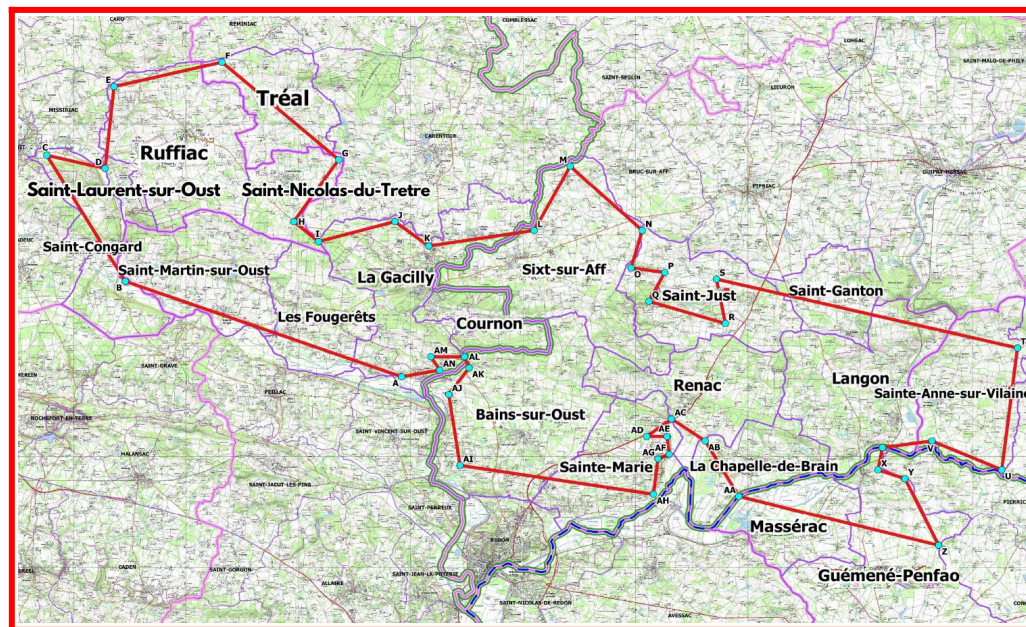 CARO
REMINIAC
COMBLESSAC
LOHEAC
SAINT-MALO-DE-PHILY
F
SAINT-SEGLIN
LIEURON
E
Tréal
MISSIRIAC
CARENTOIR
C
D
Ruffiac
G
M
BRUC-SUR-AFF
GUIPRY-MESSAC
Saint-Laurent-sur-Oust
Saint-Nicolas-du-Tretre
PIPRIAC
H
J
L
N
I
K
Saint-Congard
Saint-Martin-sur-Oust
La Gacilly
Sixt-sur-Aff
O
P
S
B
Q
Saint-Just
Saint-Ganton
Les Fougerêts
Cournon
R
T
AM
AL
SAINT-GRAVE
AN
AK
A
PEILLAC
AJ
Renac
Langon
Sainte-Anne-sur-Vilaine
ROCHEFORT-EN-TERRE
Bains-sur-Oust
AC
SAINT-VINCENT-SUR-OUST
AD
AE
AB
V
MALANSAC
AI
AG
AF
Sainte-Marie
La Chapelle-de-Brain
X
Y
U
SAINT-JACUT-LES-PINS
AH
AA
PIERRIC
SAINT-PERREUX
Massérac
REDON
Z
CADEN
SAINT-GORGON
SAINT-JEAN-LA-POTERIE
Guémené-Penfao
ALLAIRE
SAINT-NICOLAS-DE-REDON
AVESSAC